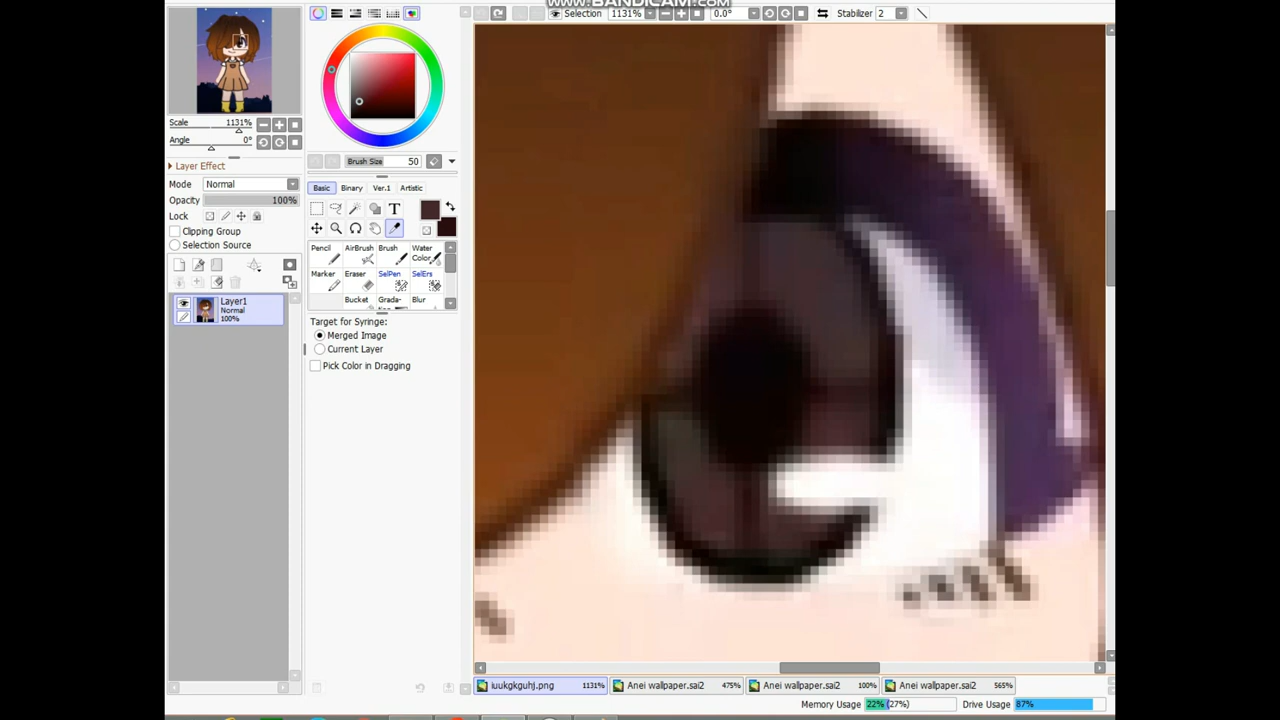 WWW.BANDICAM.COM
Selection 1131% 0.0° Stabilizer 2
Scale 1131%
Angle 0°
Layer Effect
Mode Normal
Opacity 100%
Lock
Clipping Group
Selection Source
Layer1
Normal
100%
Brush Size 50
Basic Binary Ver.1 Artistic
T
Pencil AirBrush Brush Water Color
Marker Eraser SelPen SelErs
Bucket Grada- Blur
Target for Syringe:
Merged Image
Current Layer
Pick Color in Dragging
iuukgkguhj.png 1131% Anei wallpaper.sai2 475% Anei wallpaper.sai2 100% Anei wallpaper.sai2 565%
Memory Usage 22% (27%) Drive Usage 87%